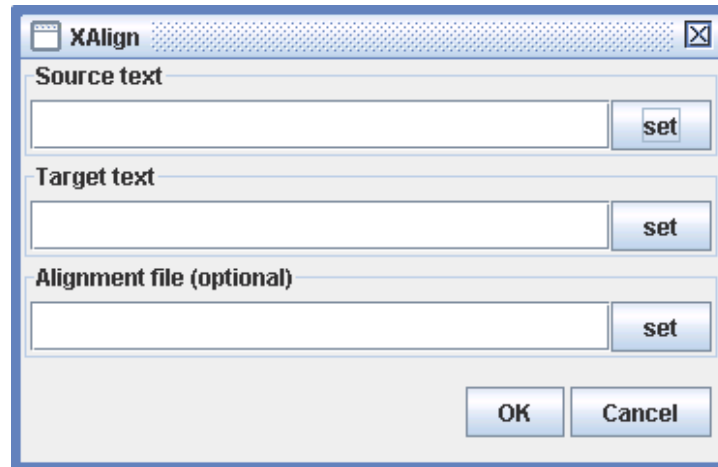 XAlign
Source text
set
Target text
set
Alignment file (optional)
set
OK Cancel